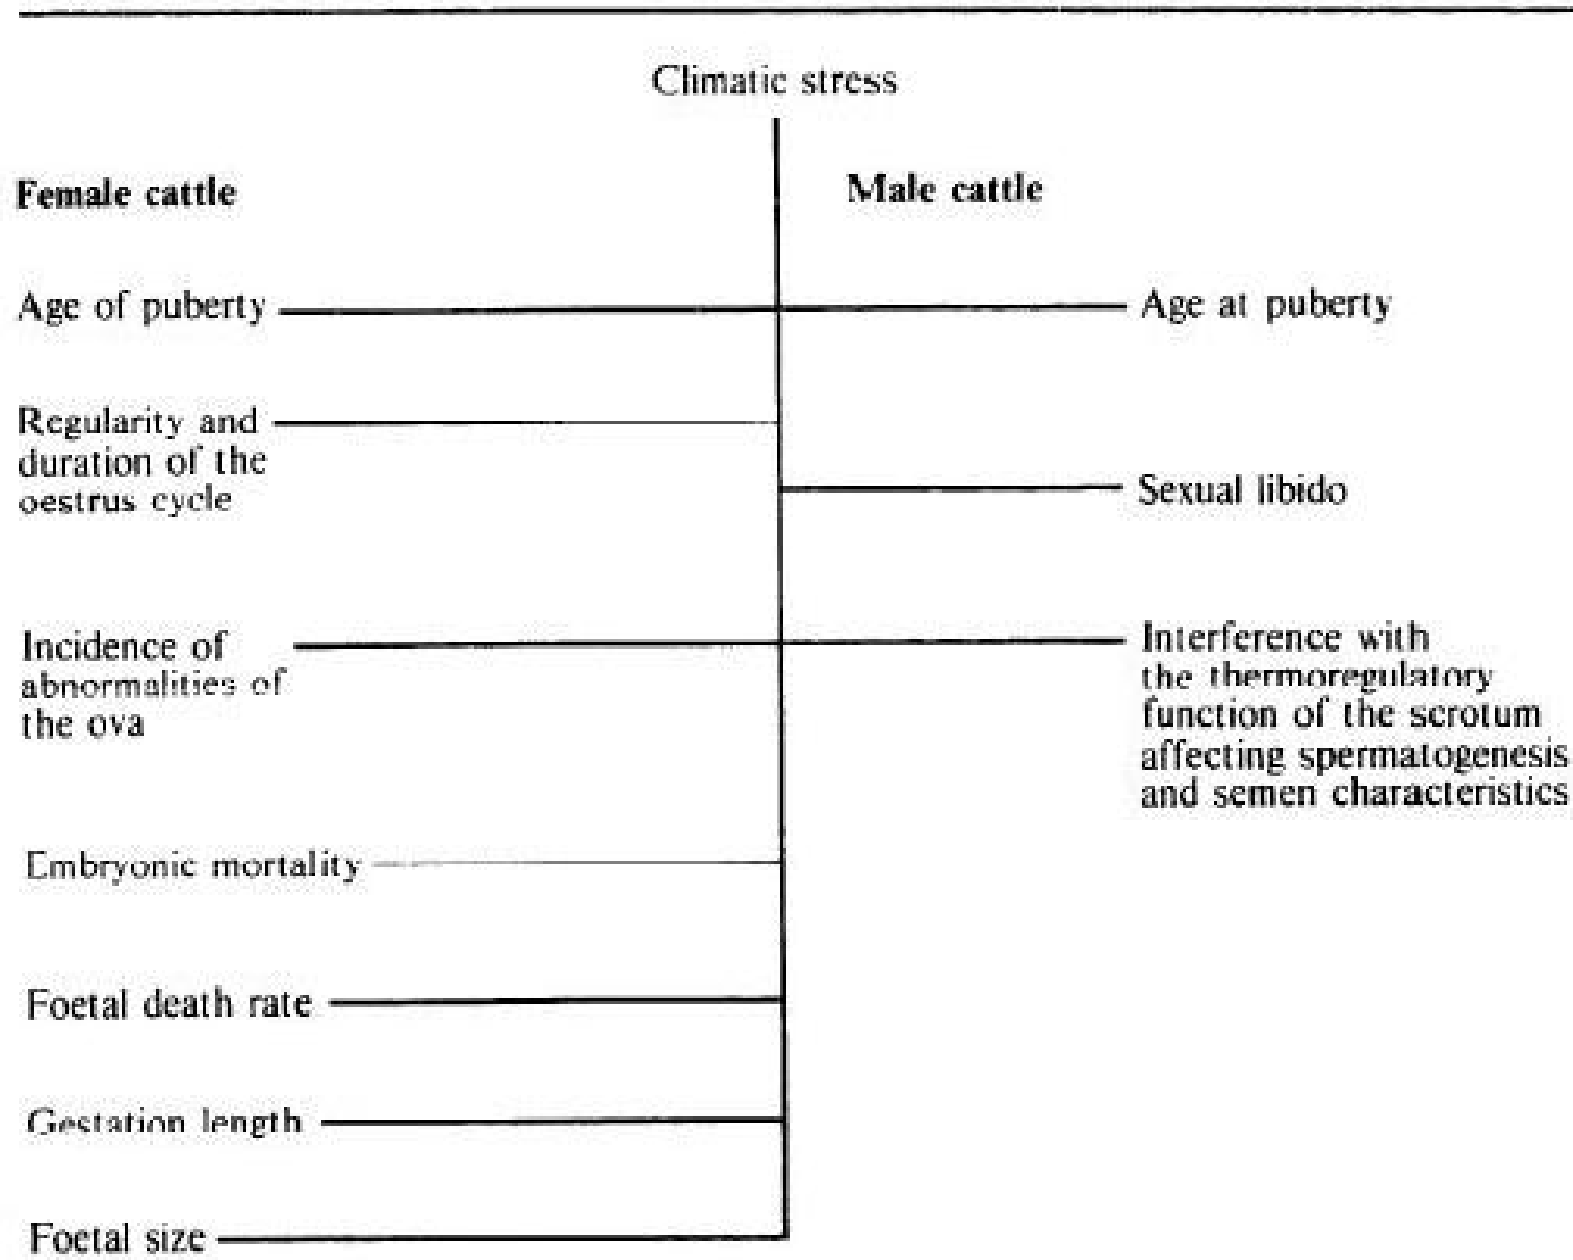 Climatic stress
Female cattle
Male cattle
Age of puberty
Age at puberty
Regularity and
duration of the
oestrus cycle
Sexual libido
Incidence of
abnormalities of
the ova
Interference with
the thermoregulatory
function of the scrotum
affecting spermatogenesis
and semen characteristics
Embryonic mortality
Foetal death rate
Gestation length
Foetal size